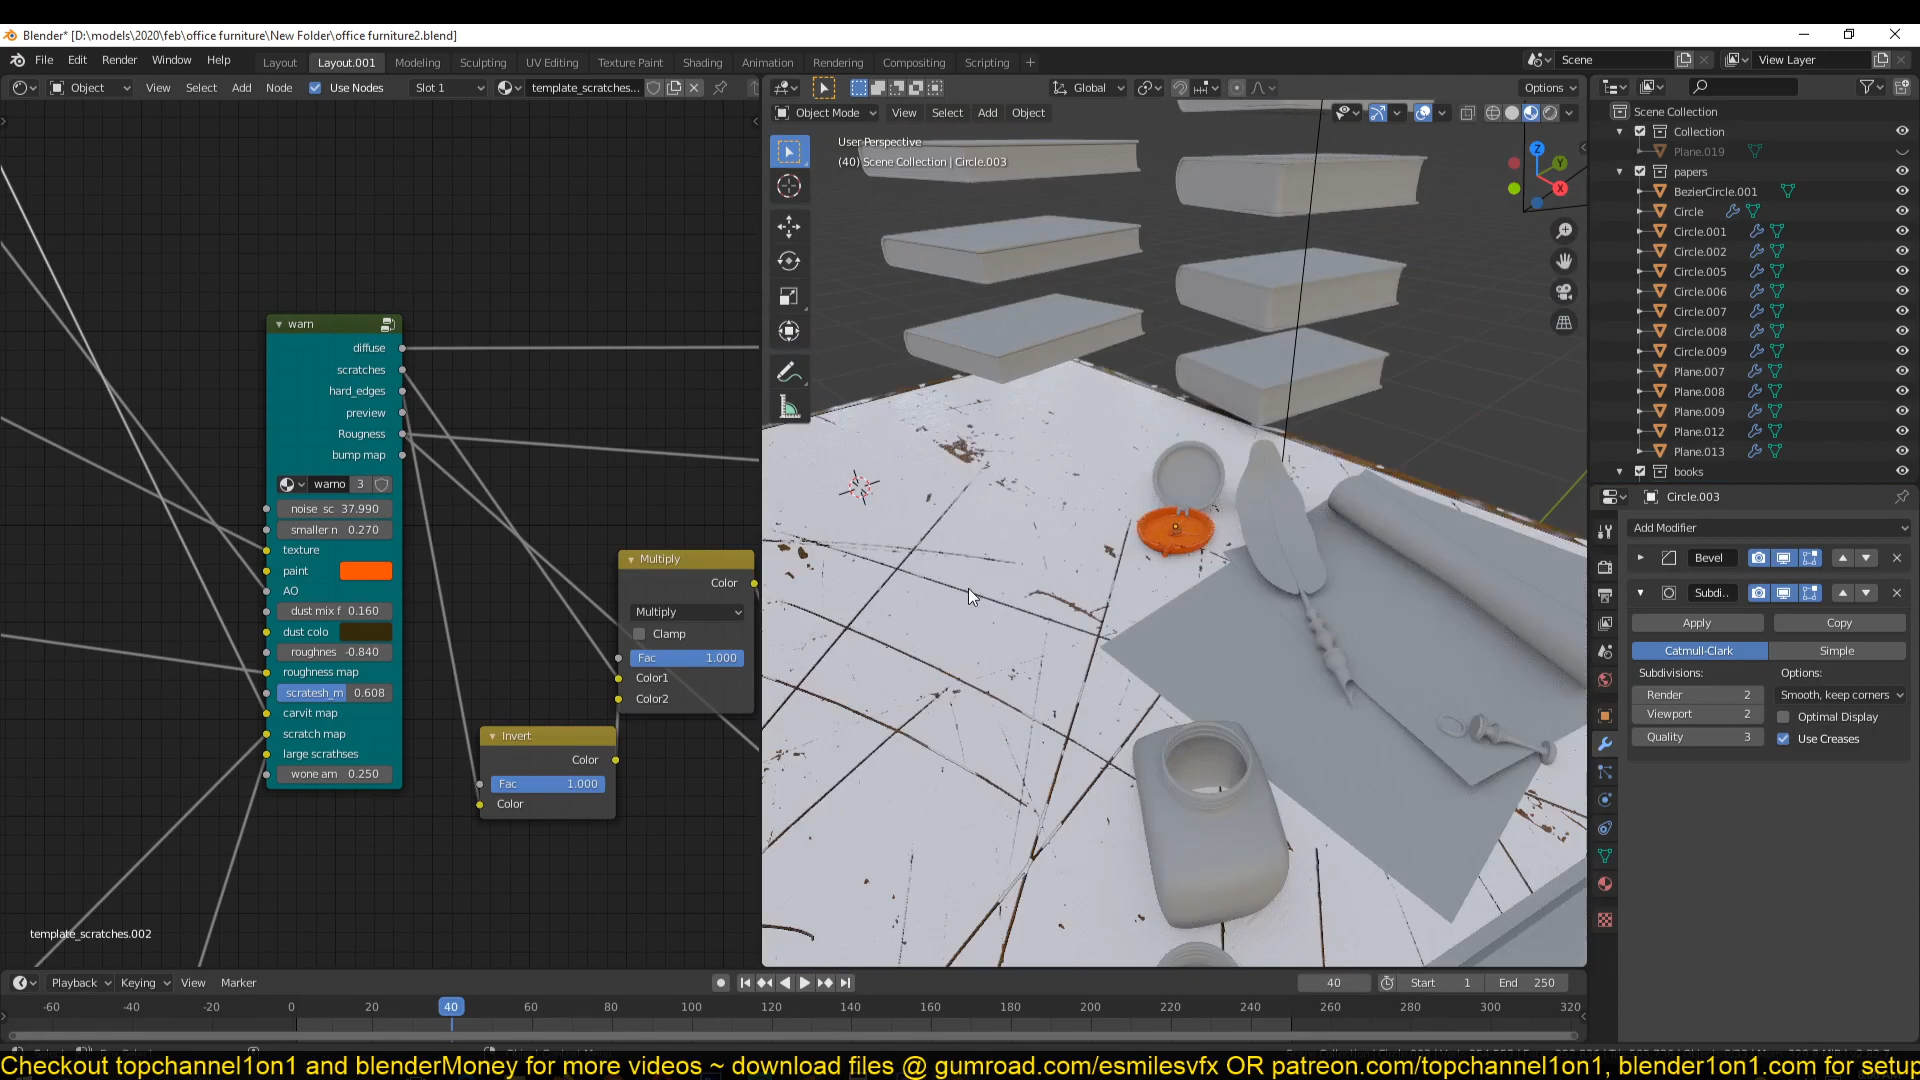 Blender* [D:\models\2020\feb\office furniture\New Folder\office furniture2.blend]
File Edit Render Window Help Layout Layout.001 Modeling Sculpting UV Editing Texture Paint Shading Animation Rendering Compositing Scripting + Scene View Layer
Object View Select Add Node Use Nodes Slot 1 template_scratches... Global Options
Object Mode View Select Add Object
User Perspective
(40) Scene Collection | Circle.003
Z
Y
X
warn
diffuse
scratches
hard_edges
preview
Rougness
bump map
warno 3
noise sc 37.990
smaller n 0.270
texture
paint
AO
dust mix f 0.160
dust colo
roughnes -0.840
roughness map
scratesh_m 0.608
carvit map
scratch map
large scrathses
wone am 0.250
Multiply
Color
Multiply
Clamp
Fac 1.000
Color1
Color2
Invert
Color
Fac 1.000
Color
template_scratches.002
Scene Collection
Collection
Plane.019
papers
BezierCircle.001
Circle
Circle.001
Circle.002
Circle.005
Circle.006
Circle.007
Circle.008
Circle.009
Plane.007
Plane.008
Plane.009
Plane.012
Plane.013
books
Circle.003
Add Modifier
Bevel
Subdi..
Apply Copy
Catmull-Clark Simple
Subdivisions: Options:
Render 2 Smooth, keep corners
Viewport 2 Optimal Display
Quality 3 Use Creases
Playback Keying View Marker 40 Start 1 End 250
-60 -40 -20 0 20 40 60 80 100 120 140 160 180 200 220 240 260 280 300 320
Checkout topchannel1on1 and blenderMoney for more videos ~ download files @ gumroad.com/esmilesvfx OR patreon.com/topchannel1on1, blender1on1.com for setup